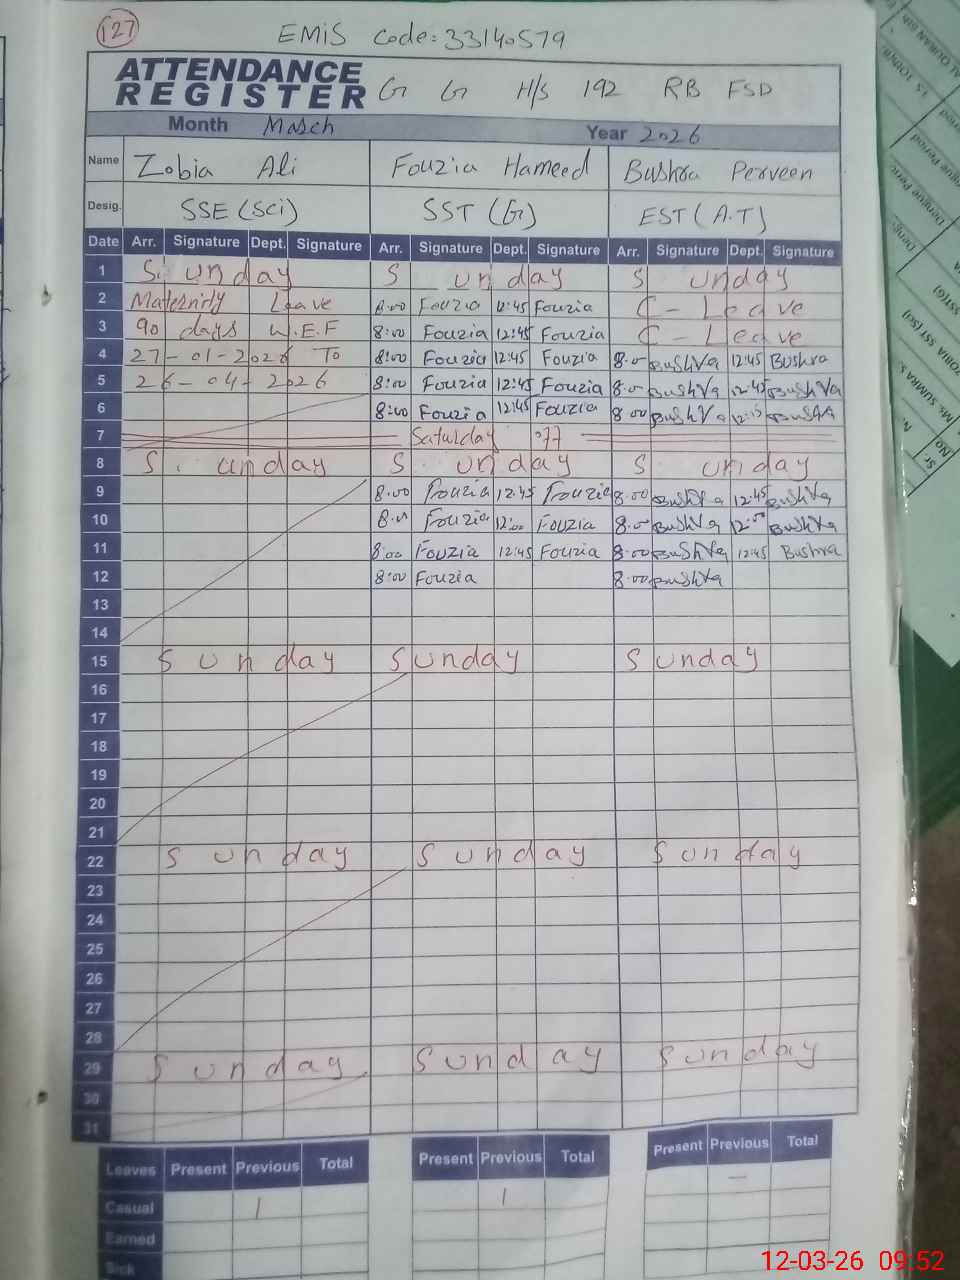 127
EMiS Code: 33140579
ATTENDANCE REGISTER G G H/S 192 RB FSD
Month March Year 2026
Name Zobia Ali Fouzia Hameed Bushra Perveen
Desig. SSE (Sci) SST (G) EST (A.T)
Date Arr. Signature Dept. Signature Arr. Signature Dept. Signature Arr. Signature Dept. Signature
1 Sunday Sunday Sunday
2 Maternity Leave 8:00 Fouzia 12:45 Fouzia C-Leave
3 90 days W.E.F 8:00 Fouzia 12:45 Fouzia C-Leave
4 27-01-2026 To 8:00 Fouzia 12:45 Fouzia 8:00 Bushra 12:45 Bushra
5 26-04-2026 8:00 Fouzia 12:45 Fouzia 8:00 Bushra 12:45 Bushra
6 8:00 Fouzia 12:45 Fouzia 8:00 Bushra 12:15 Bushra
7 Saturday
8 Sunday Sunday Sunday
9 8:00 Fouzia 12:45 Fouzia 8:00 Bushra 12:45 Bushra
10 8:00 Fouzia 12:00 Fouzia 8:00 Bushra 12:00 Bushra
11 8:00 Fouzia 12:45 Fouzia 8:00 Bushra 12:45 Bushra
12 8:00 Fouzia 8:00 Bushra
13
14
15 Sunday Sunday Sunday
16
17
18
19
20
21
22 Sunday Sunday Sunday
23
24
25
26
27
28
29 Sunday Sunday Sunday
30
31
Leaves Present Previous Total Present Previous Total Present Previous Total
Casual 1 1 -
Earned
Sick
12-03-26 09:52